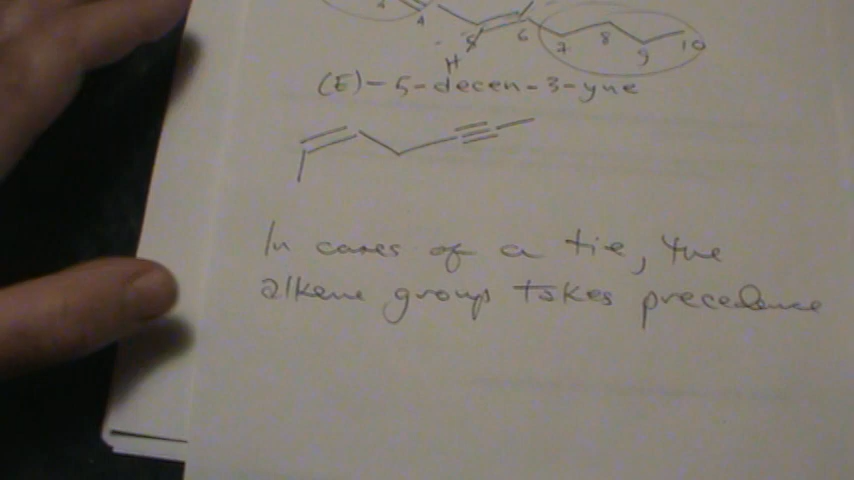 4 5 6 7 8 9 10
H
(E)-5-decen-3-yne
In cases of a tie, the
alkene group takes precedence